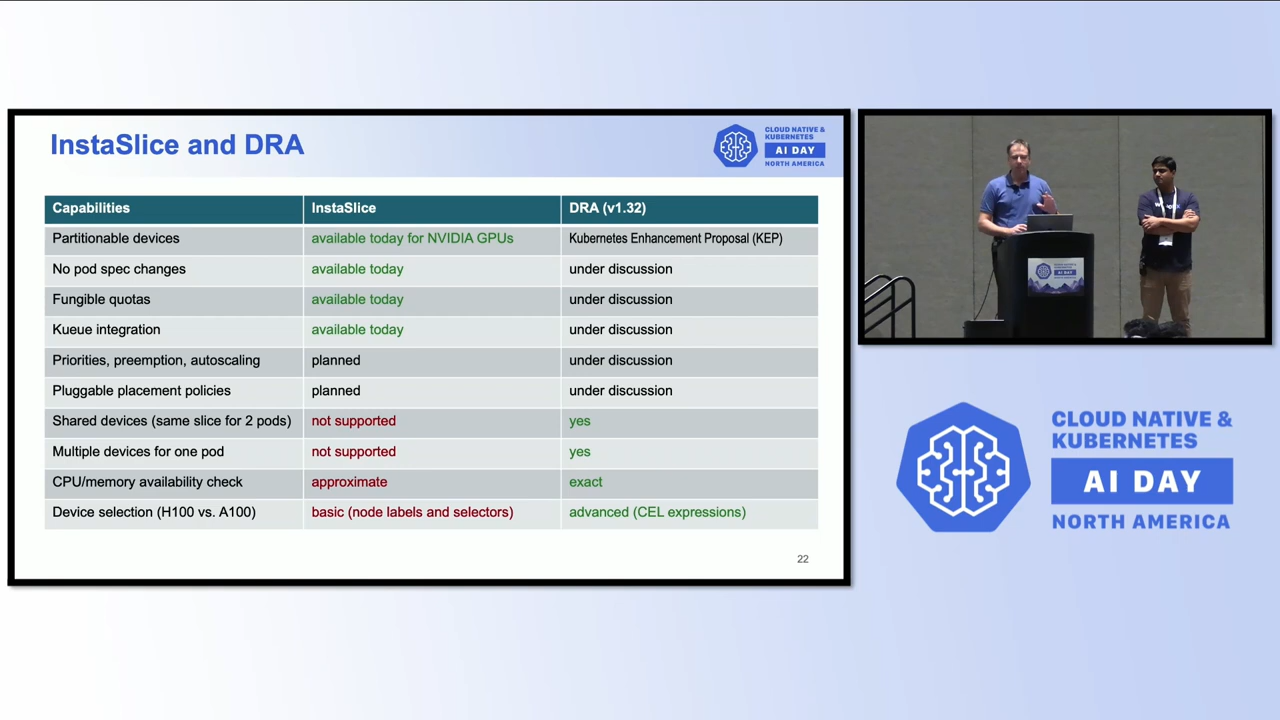 InstaSlice and DRA
CLOUD NATIVE &
KUBERNETES
AI DAY
NORTH AMERICA
Capabilities InstaSlice DRA (v1.32)
Partitionable devices available today for NVIDIA GPUs Kubernetes Enhancement Proposal (KEP)
No pod spec changes available today under discussion
Fungible quotas available today under discussion
Kueue integration available today under discussion
Priorities, preemption, autoscaling planned under discussion
Pluggable placement policies planned under discussion
Shared devices (same slice for 2 pods) not supported yes
Multiple devices for one pod not supported yes
CPU/memory availability check approximate exact
Device selection (H100 vs. A100) basic (node labels and selectors) advanced (CEL expressions)
22
AI DAY
CLOUD NATIVE &
KUBERNETES
AI DAY
NORTH AMERICA